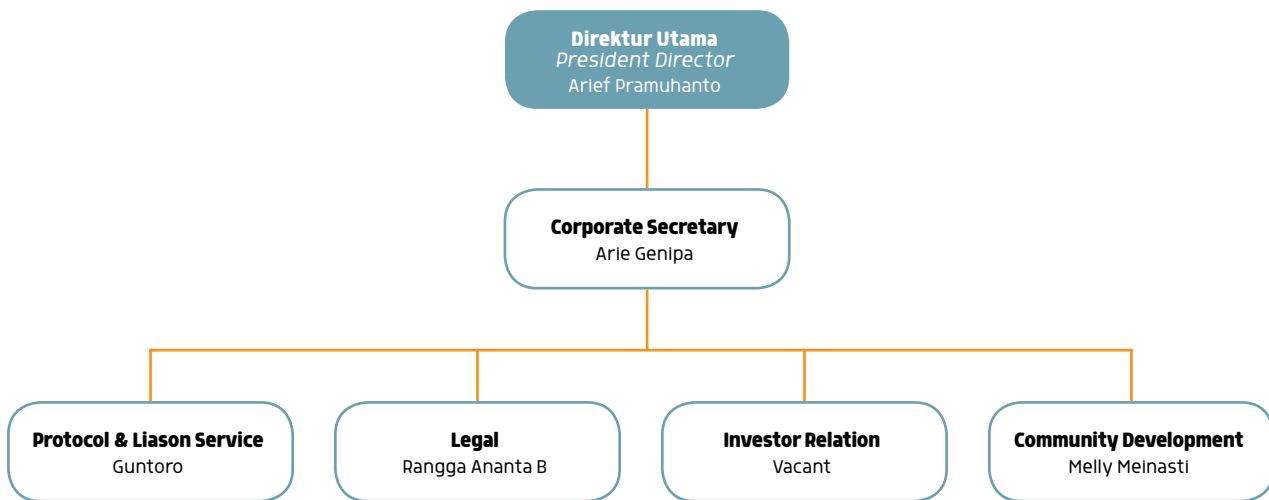 Direktur Utama
President Director
Arief Pramuhanto
Corporate Secretary
Arie Genipa
Protocol & Liason Service
Guntoro
Legal
Rangga Ananta B
Investor Relation
Vacant
Community Development
Melly Meinasti